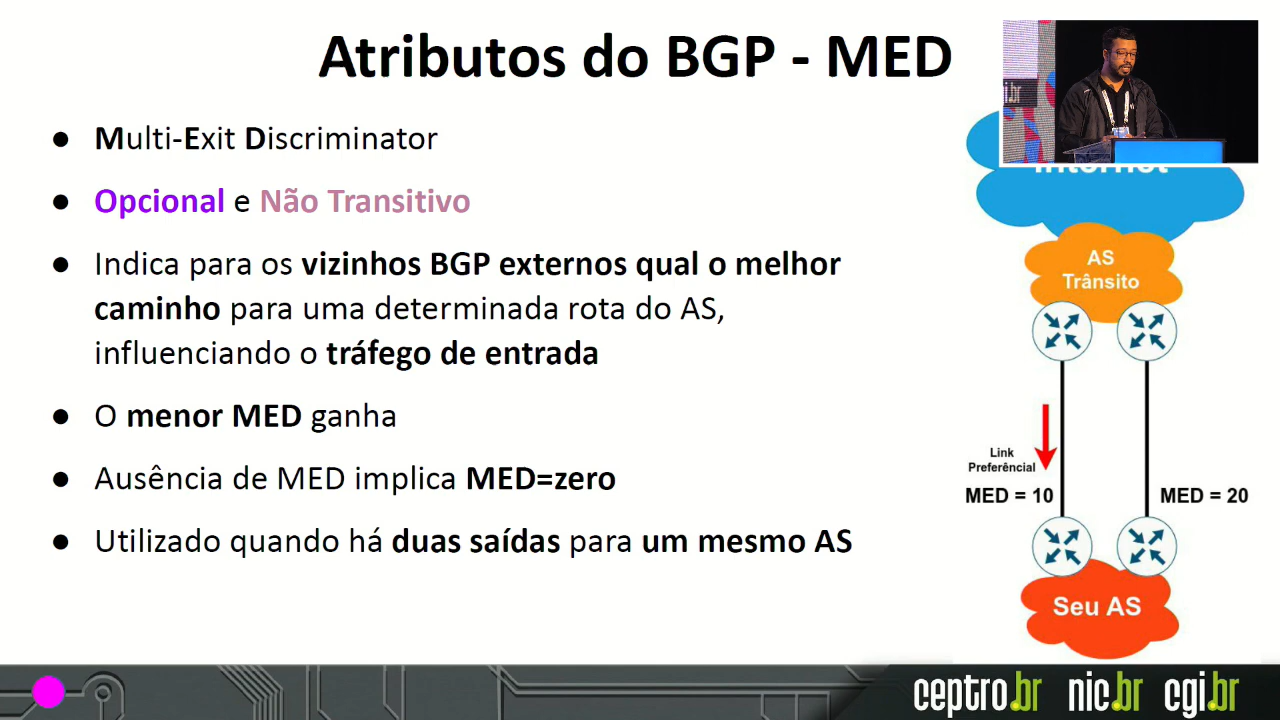 Atributos do BGP - MED
● Multi-Exit Discriminator
● Opcional e Não Transitivo
● Indica para os vizinhos BGP externos qual o melhor
caminho para uma determinada rota do AS,
influenciando o tráfego de entrada
● O menor MED ganha
● Ausência de MED implica MED=zero
● Utilizado quando há duas saídas para um mesmo AS
Internet
AS
Trânsito
Link
Preferêncial
MED = 10
MED = 20
Seu AS
ceptro.br nic.br cgi.br